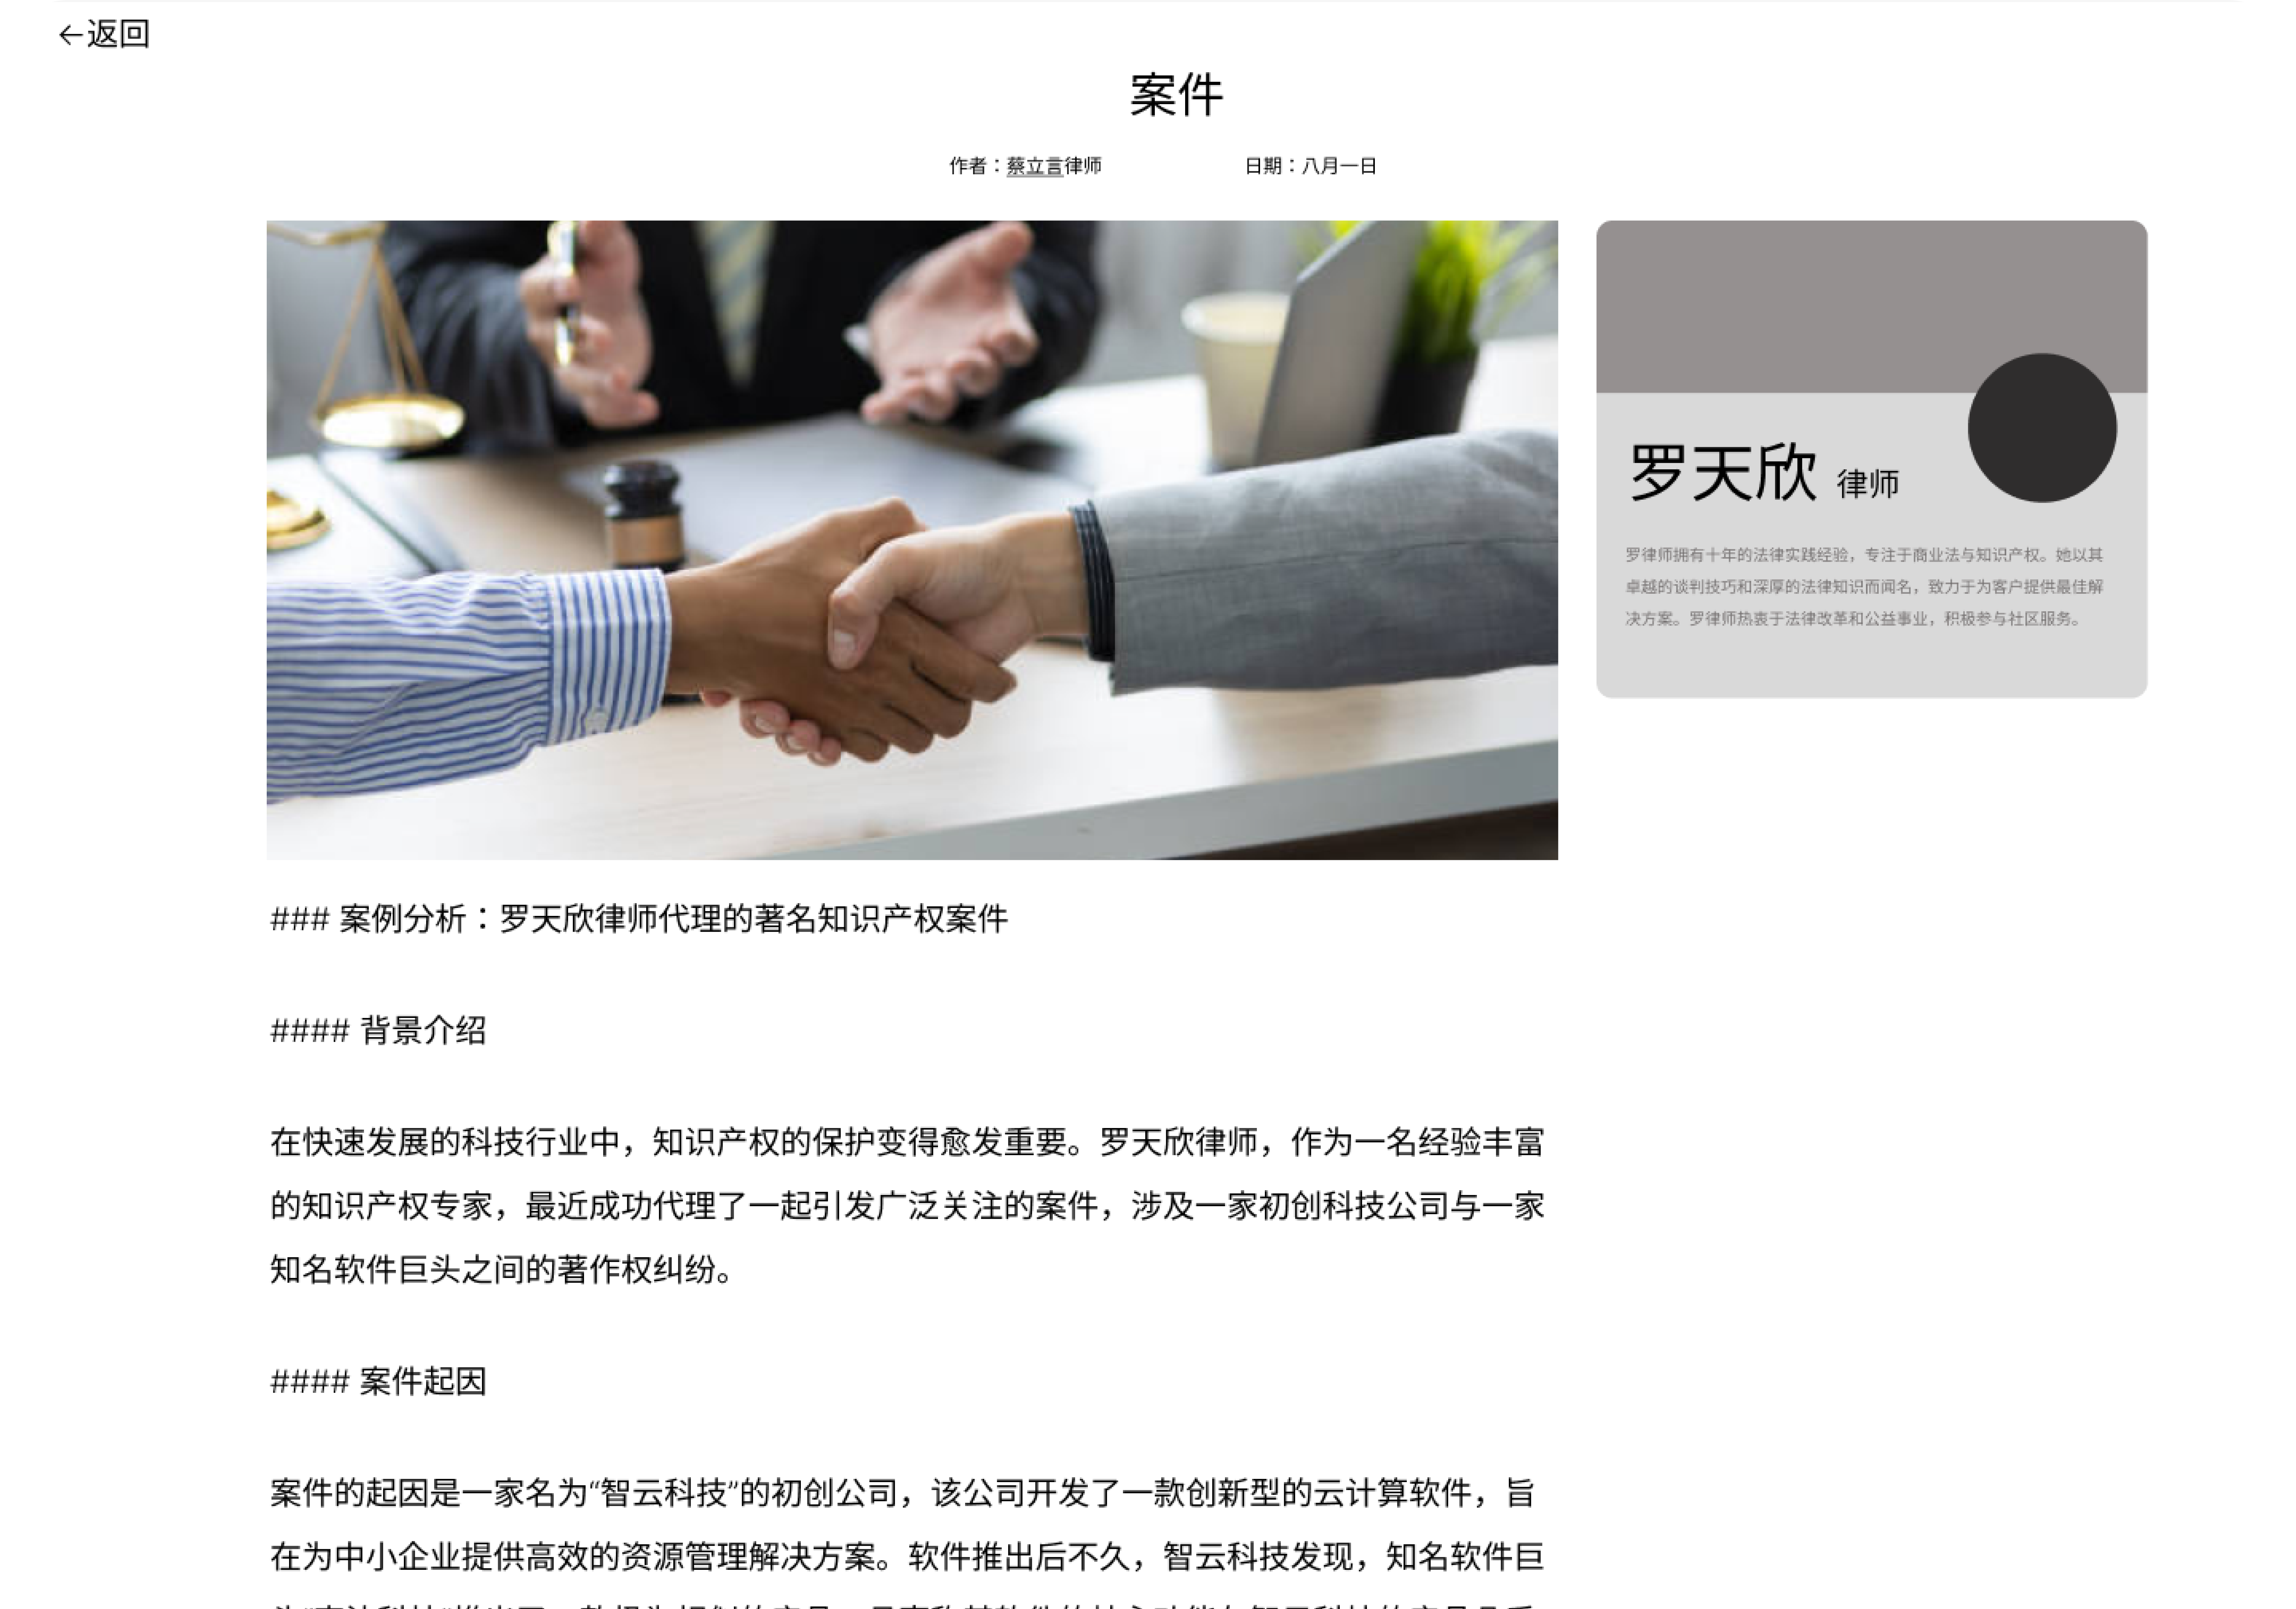 ←返回
案件
作者：蔡立言律师 日期：八月一日
罗天欣 律师
罗律师拥有十年的法律实践经验，专注于商业法与知识产权。她以其
卓越的谈判技巧和深厚的法律知识而闻名，致力于为客户提供最佳解
决方案。罗律师热衷于法律改革和公益事业，积极参与社区服务。
### 案例分析：罗天欣律师代理的著名知识产权案件
#### 背景介绍
在快速发展的科技行业中，知识产权的保护变得愈发重要。罗天欣律师，作为一名经验丰富
的知识产权专家，最近成功代理了一起引发广泛关注的案件，涉及一家初创科技公司与一家
知名软件巨头之间的著作权纠纷。
#### 案件起因
案件的起因是一家名为“智云科技”的初创公司，该公司开发了一款创新型的云计算软件，旨
在为中小企业提供高效的资源管理解决方案。软件推出后不久，智云科技发现，知名软件巨